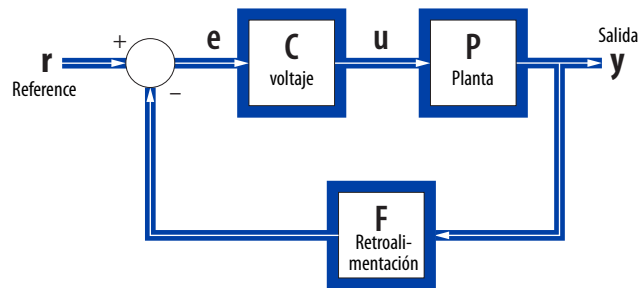 +
−
r
Reference
e
C
voltaje
u
P
Planta
Salida
y
F
Retroali-
mentación